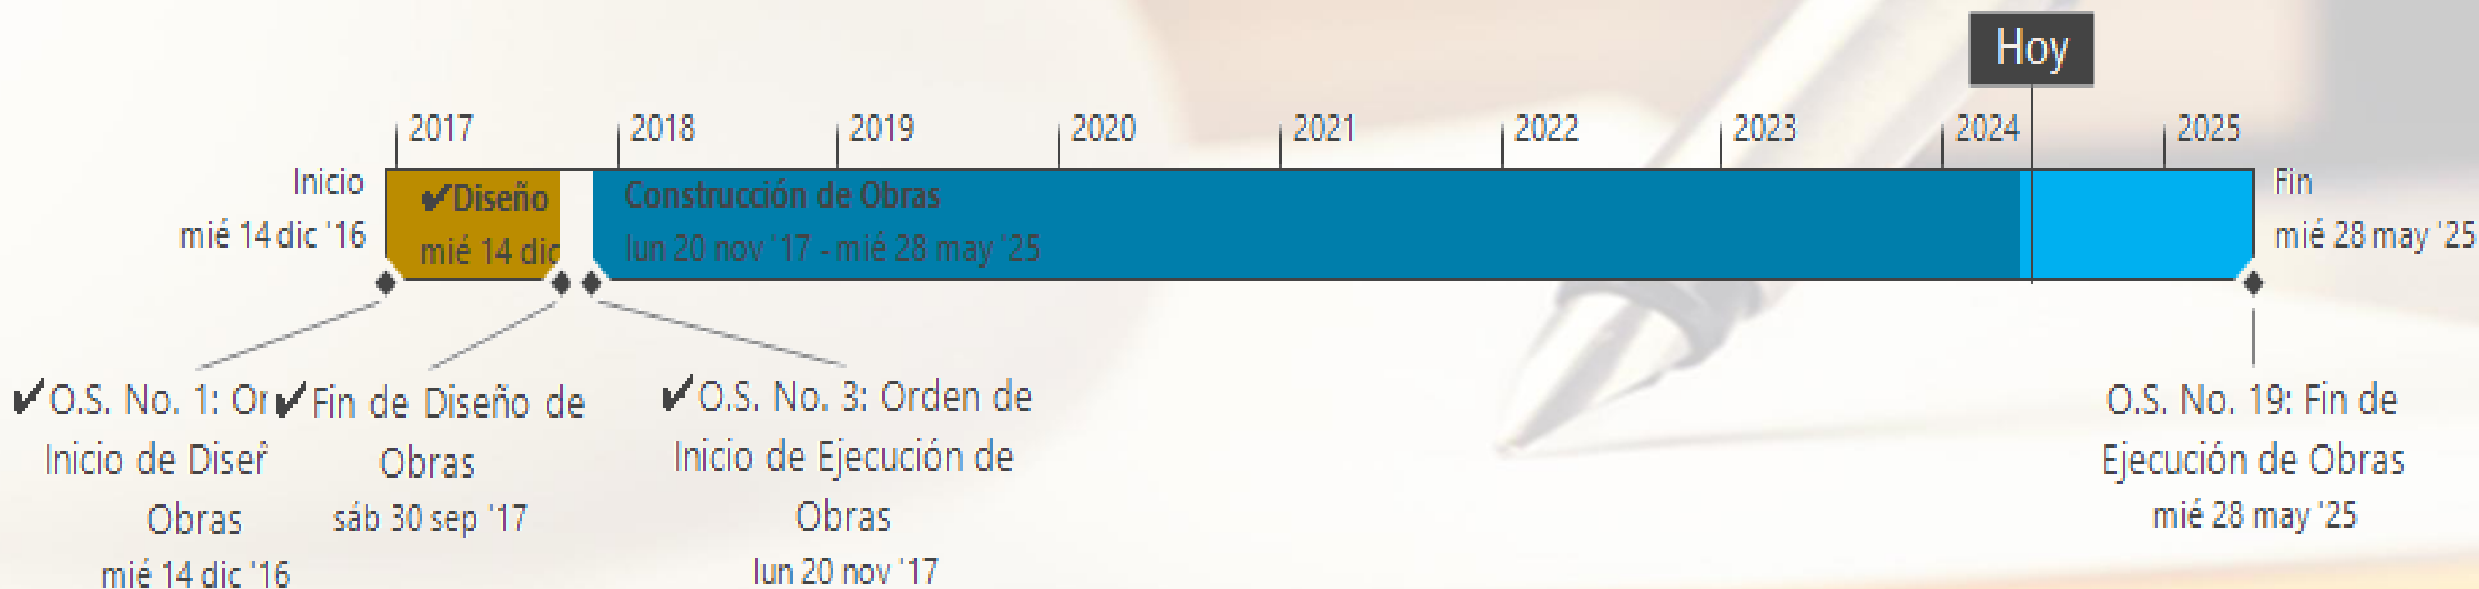 Hoy
2017 2018 2019 2020 2021 2022 2023 2024 2025
Inicio
mié 14 dic '16
✔Diseño
mié 14 dic
Construcción de Obras
lun 20 nov '17 - mié 28 may '25
Fin
mié 28 may '25
✔O.S. No. 1: Or
Inicio de Diseñ
Obras
mié 14 dic '16
✔Fin de Diseño de
Obras
sáb 30 sep '17
✔O.S. No. 3: Orden de
Inicio de Ejecución de
Obras
lun 20 nov '17
O.S. No. 19: Fin de
Ejecución de Obras
mié 28 may '25